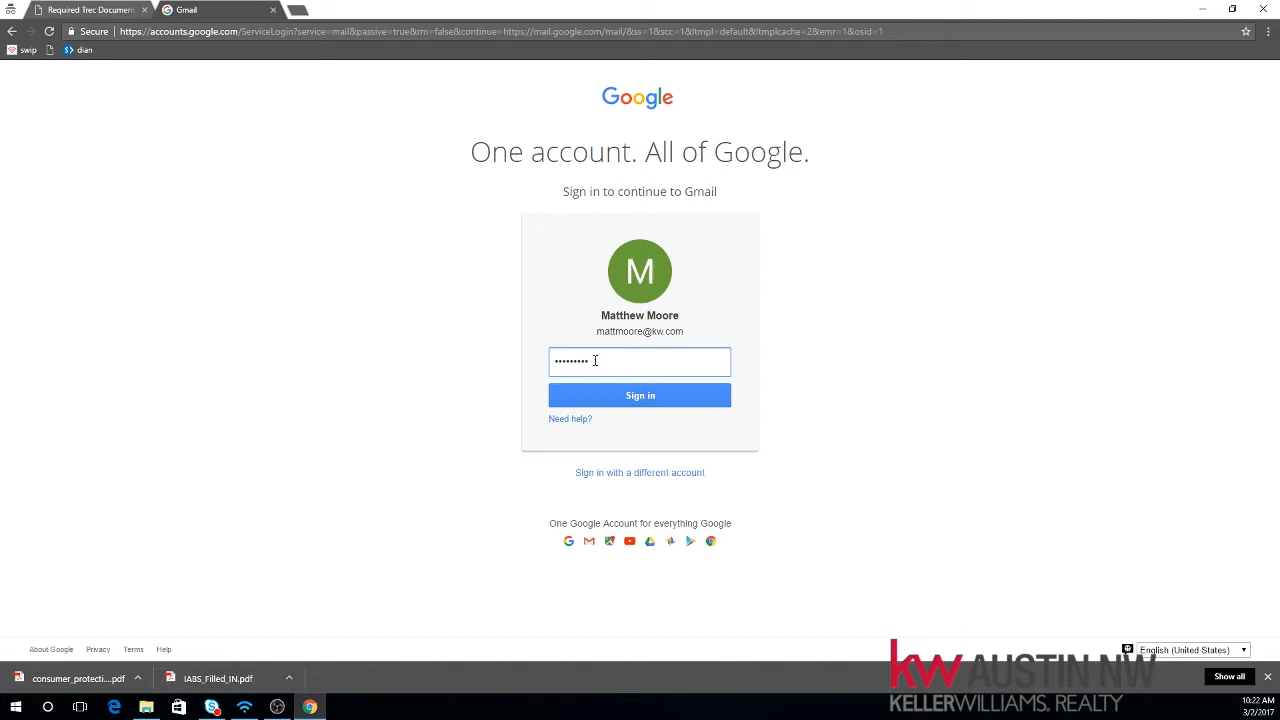 Required Trec Document
Gmail
Secure
https://accounts.google.com/ServiceLogin?service=mail&passive=true&rm=false&continue=https://mail.google.com/mail/&ss=1&scc=1&ltmpl=default&ltmplcache=2&emr=1&osid=1
swip
dian
Google
One account. All of Google.
Sign in to continue to Gmail
M
Matthew Moore
mattmoore@kw.com
•••••••••
Sign in
Need help?
Sign in with a different account
One Google Account for everything Google
About Google Privacy Terms Help
English (United States)
consumer_protecti....pdf
IABS_Filled_IN.pdf
Show all
kw AUSTIN NW
KELLERWILLIAMS. REALTY
10:22 AM
3/2/2017